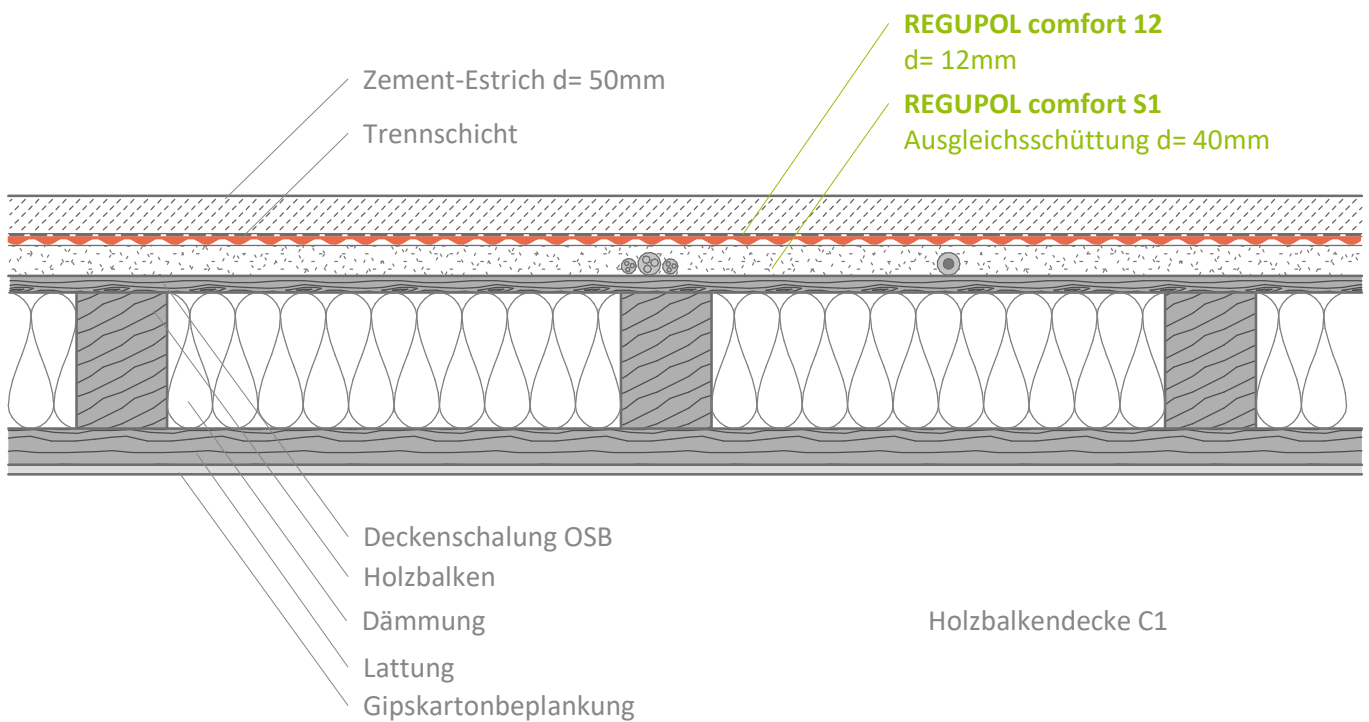 REGUPOL comfort 12
d= 12mm
Zement-Estrich d= 50mm
REGUPOL comfort S1
Trennschicht
Ausgleichsschüttung d= 40mm
Deckenschalung OSB
Holzbalken
Dämmung
Holzbalkendecke C1
Lattung
Gipskartonbeplankung